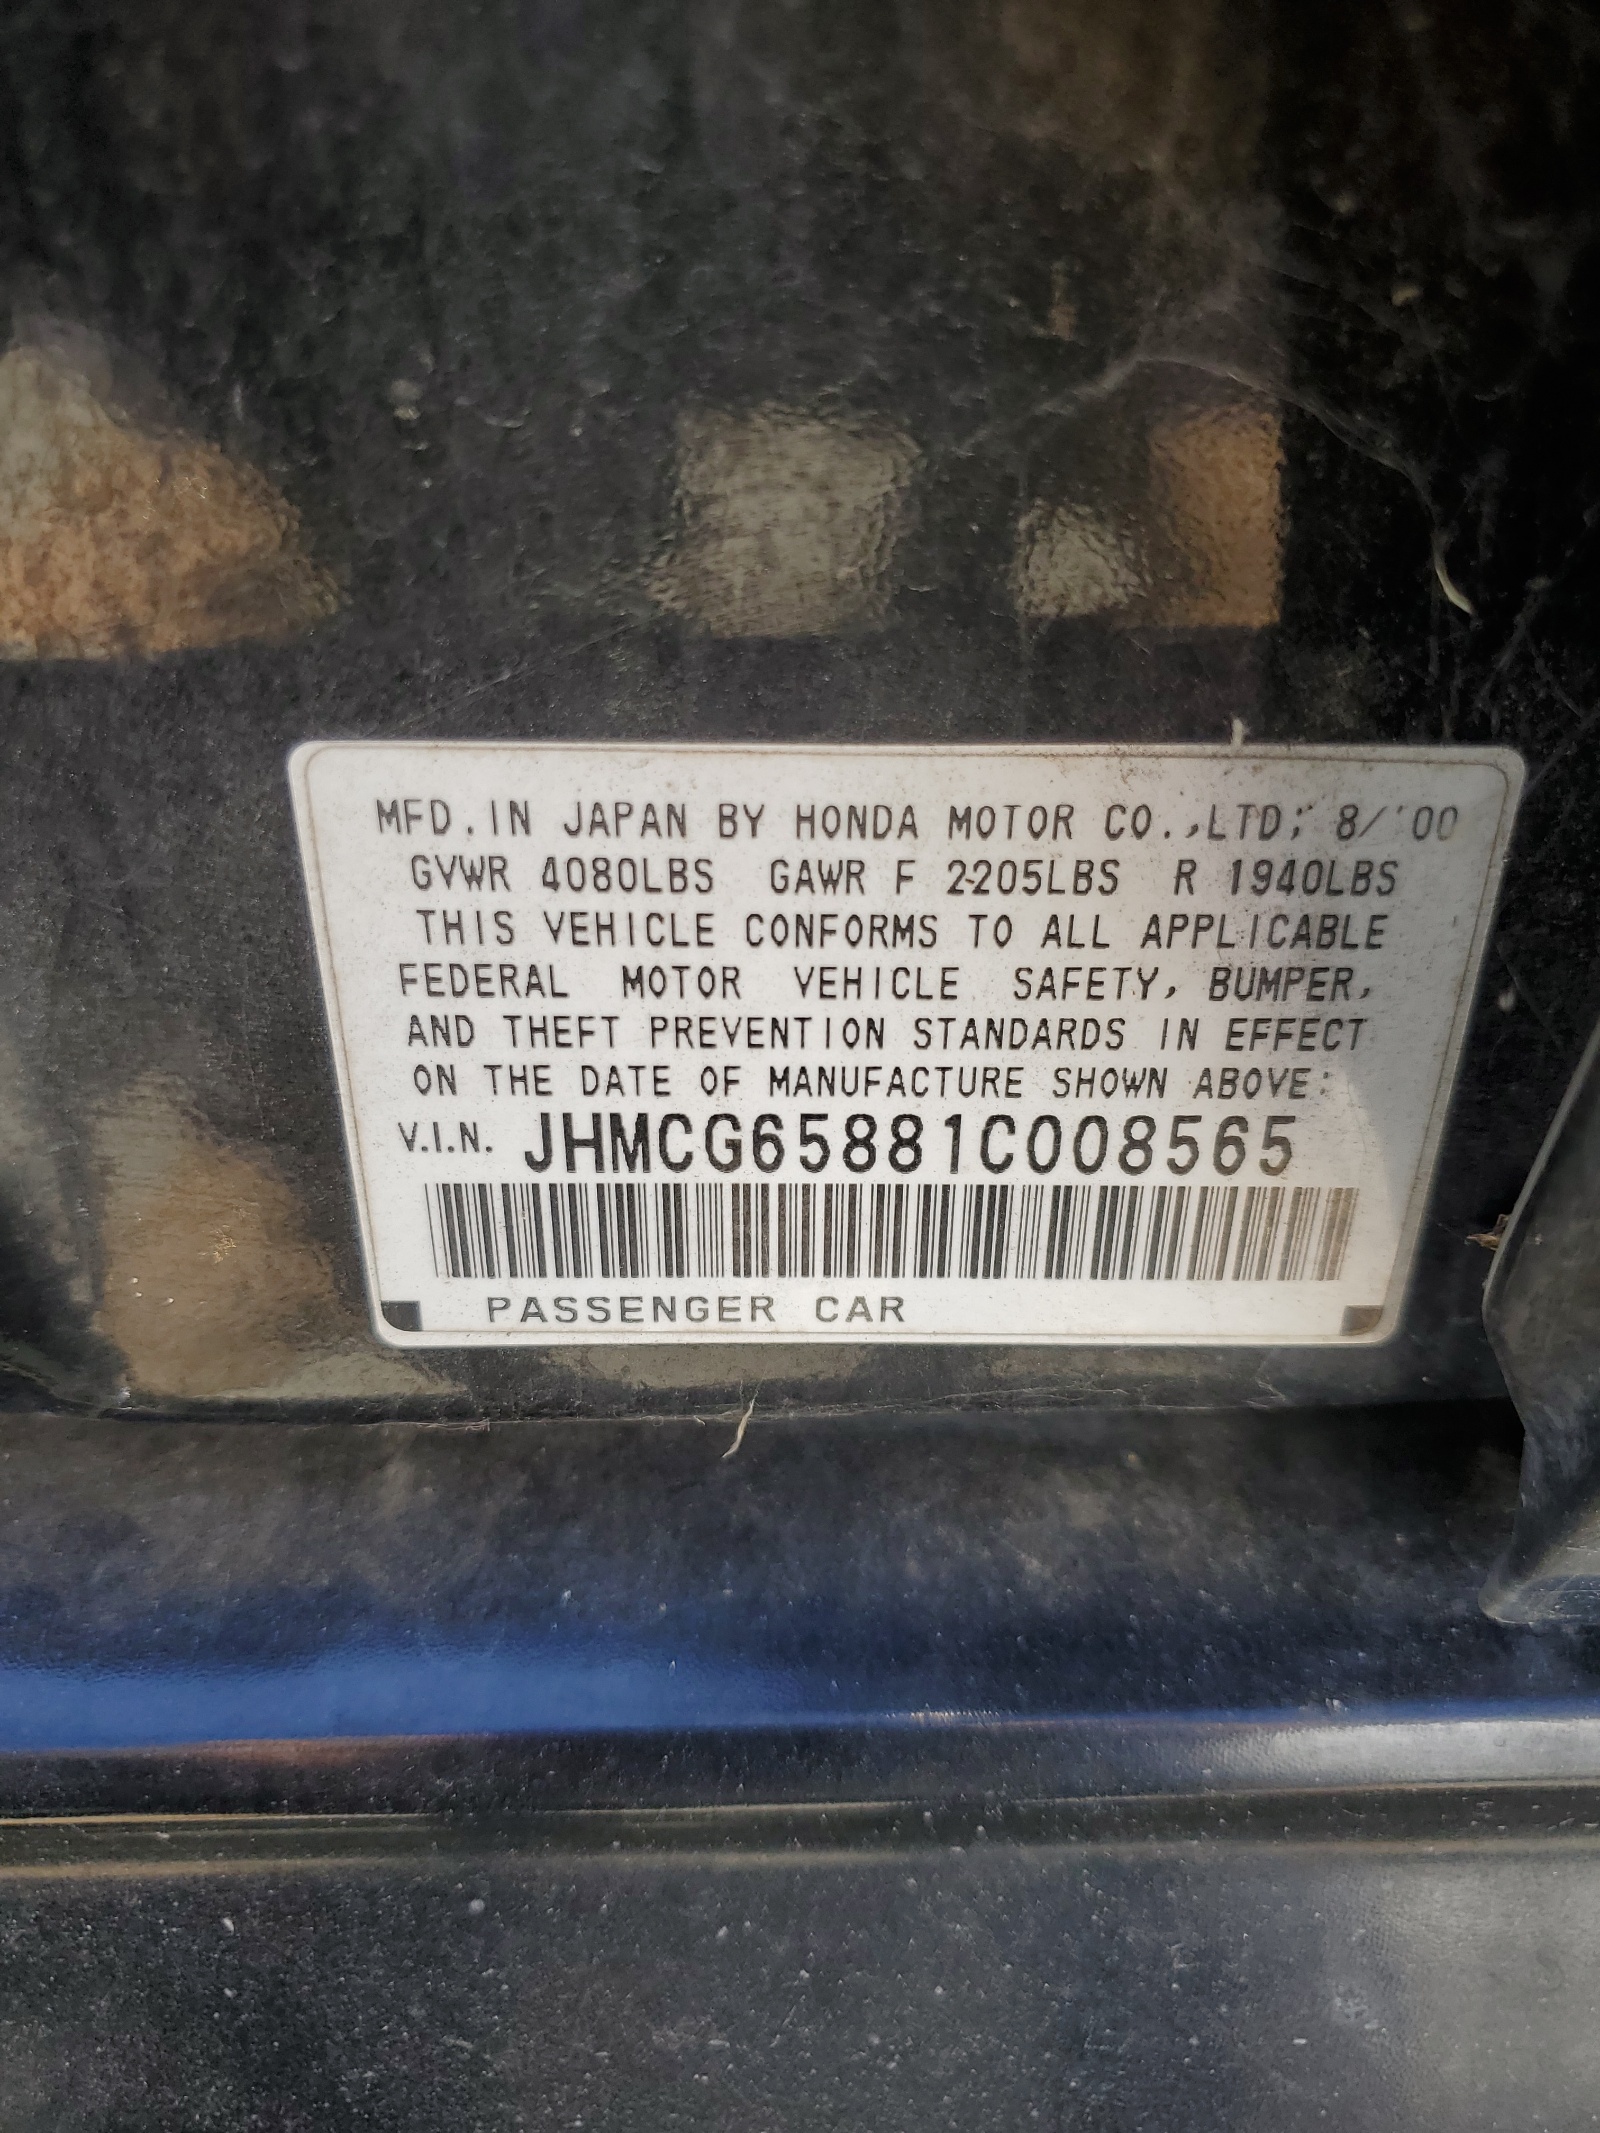 MFD. IN JAPAN BY HONDA MOTOR CO.,LTD; 8/'00
GVWR 4080LBS GAWR F 2205LBS R 1940LBS
THIS VEHICLE CONFORMS TO ALL APPLICABLE
FEDERAL MOTOR VEHICLE SAFETY, BUMPER,
AND THEFT PREVENTION STANDARDS IN EFFECT
ON THE DATE OF MANUFACTURE SHOWN ABOVE:
V.I.N. JHMCG65881C008565
PASSENGER CAR